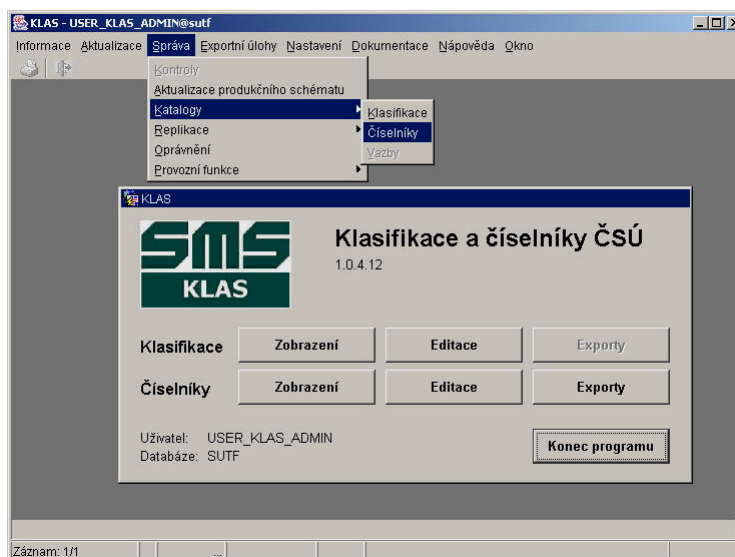 KLAS - USER_KLAS_ADMIN@sutf
Informace Aktualizace Správa Exportní úlohy Nastavení Dokumentace Nápověda Okno
Kontroly
Aktualizace produkčního schématu
Katalogy
Klasifikace
Replikace
Číselníky
Oprávnění
Vazby
Provozní funkce
KLAS
SMS
KLAS
Klasifikace a číselníky ČSÚ
1.0.4.12
Klasifikace Zobrazení Editace Exporty
Číselníky Zobrazení Editace Exporty
Uživatel: USER_KLAS_ADMIN
Databáze: SUTF
Konec programu
Záznam: 1/1 ...